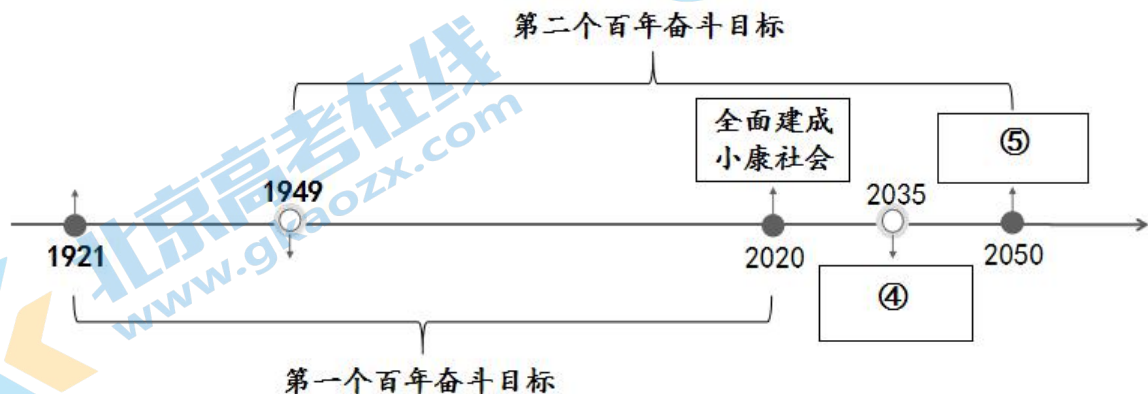 第二个百年奋斗目标
全面建成
小康社会
⑤
1949
2035
1921
2020
2050
④
第一个百年奋斗目标
北京高考在线
www.gkaozx.com